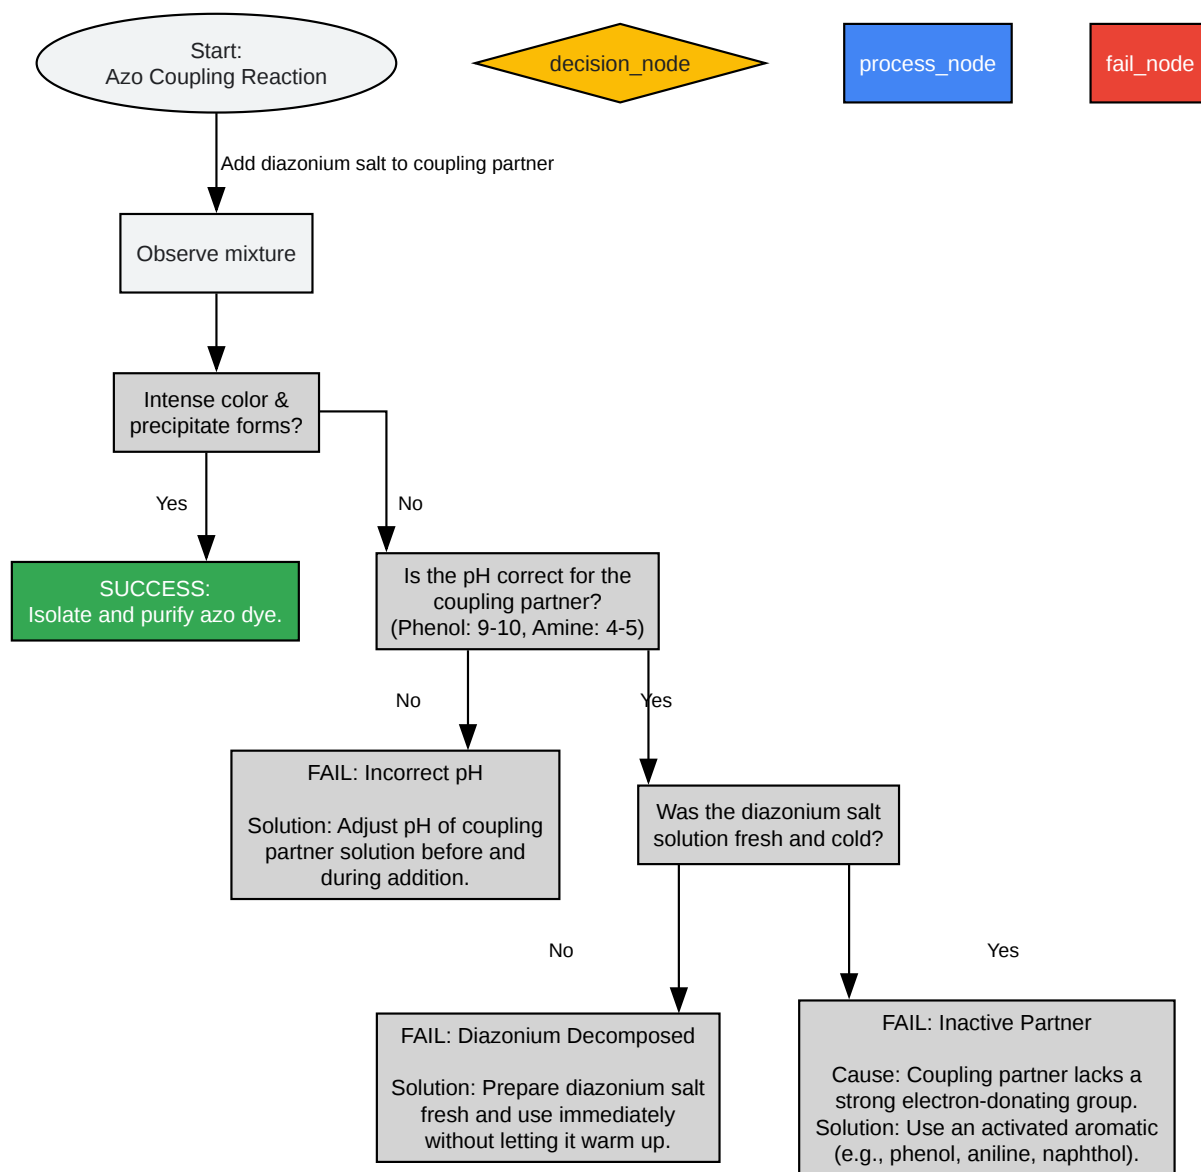 Start:
Azo Coupling Reaction
decision_node
process_node
fail_node
Add diazonium salt to coupling partner
Observe mixture
Intense color &
precipitate forms?
Yes
No
SUCCESS:
Isolate and purify azo dye.
Is the pH correct for the
coupling partner?
(Phenol: 9-10, Amine: 4-5)
No
Yes
FAIL: Incorrect pH
Solution: Adjust pH of coupling
partner solution before and
during addition.
Was the diazonium salt
solution fresh and cold?
No
Yes
FAIL: Diazonium Decomposed
Solution: Prepare diazonium salt
fresh and use immediately
without letting it warm up.
FAIL: Inactive Partner
Cause: Coupling partner lacks a
strong electron-donating group.
Solution: Use an activated aromatic
(e.g., phenol, aniline, naphthol).